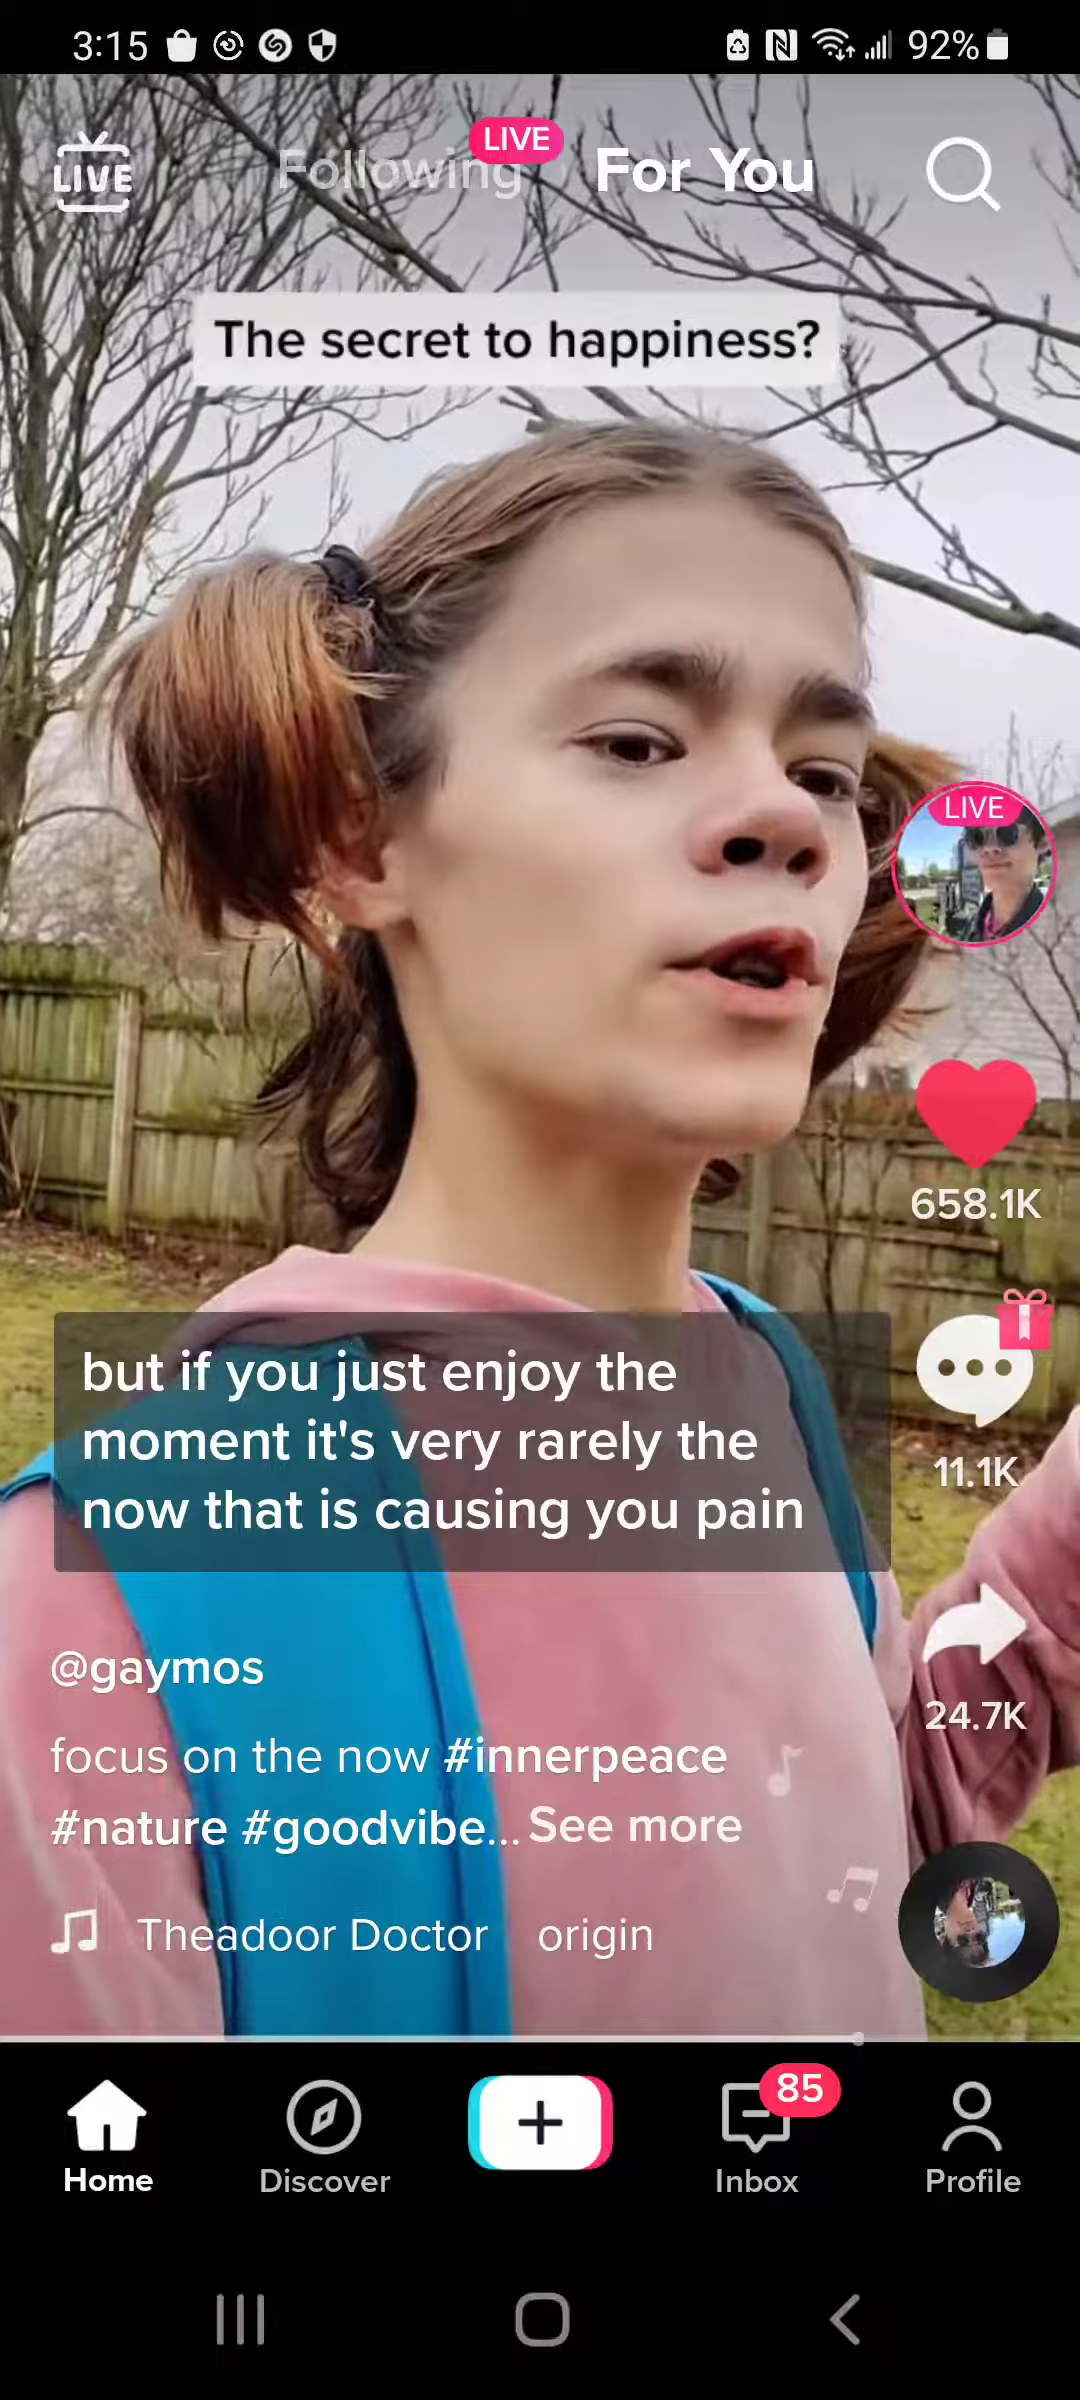 3:15
92%
LIVE
Following
LIVE
For You
The secret to happiness?
LIVE
658.1K
but if you just enjoy the
moment it's very rarely the
now that is causing you pain
11.1K
@gaymos
24.7K
focus on the now #innerpeace
#nature #goodvibe... See more
Theadoor Doctor origin
Home
Discover
85
Inbox
Profile